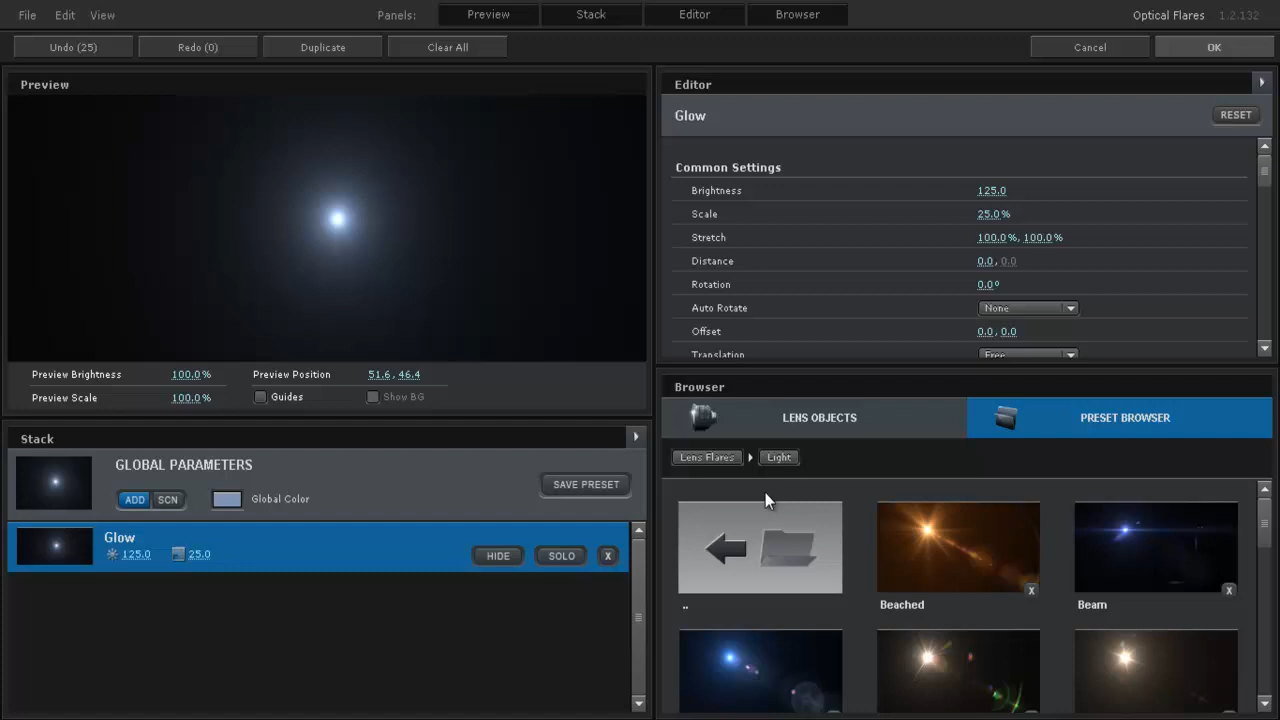 File Edit View Panels: Preview Stack Editor Browser Optical Flares 1.2.132
Undo (25) Redo (0) Duplicate Clear All Cancel OK
Preview
Preview Brightness 100.0% Preview Position 51.6, 46.4
Preview Scale 100.0% Guides Show BG
Stack
GLOBAL PARAMETERS
ADD SCN Global Color SAVE PRESET
Glow
125.0 25.0 HIDE SOLO X
Editor
Glow RESET
Common Settings
Brightness 125.0
Scale 25.0%
Stretch 100.0%, 100.0%
Distance 0.0, 0.0
Rotation 0.0°
Auto Rotate None
Offset 0.0, 0.0
Translation Free
Browser
LENS OBJECTS PRESET BROWSER
Lens Flares Light
X X
.. Beached Beam